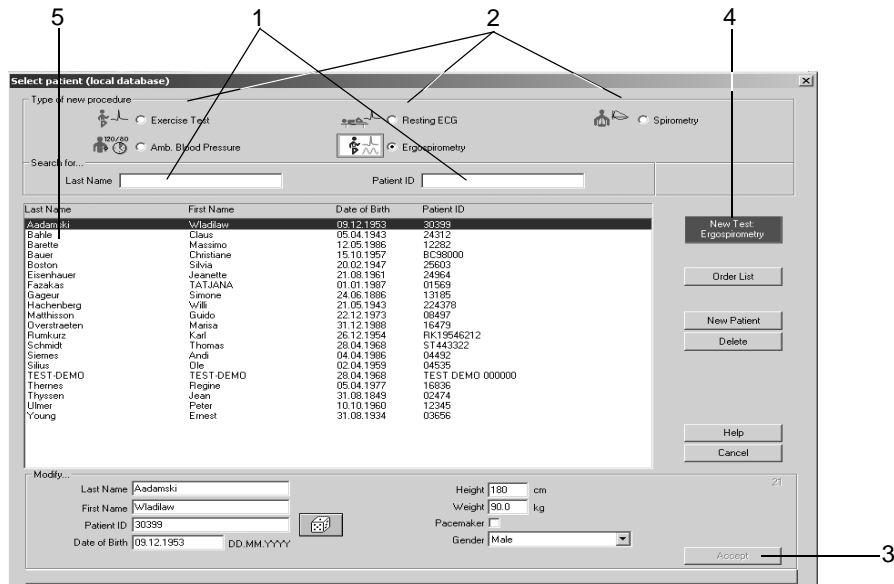 5 1 2 4
Select patient (local database)
Type of new procedure
Exercise Test Resting ECG Spirometry
120/80 Amb. Blood Pressure Ergospirometry
Search for...
Last Name Patient ID
Last Name First Name Date of Birth Patient ID
Aadamski Wladilaw 09.12.1953 30399
Bahle Claus 05.04.1943 24312
Barette Massimo 12.05.1986 12282
Bauer Christiane 15.10.1957 BC98000
Boston Silvia 20.02.1947 25603
Eisenhauer Jeanette 21.08.1961 24964
Fazakas TATJANA 01.01.1987 01569
Gageur Simone 24.06.1886 13185
Hachenberg Willi 21.05.1943 224378
Matthisson Guido 22.12.1973 08497
Overstraeten Marisa 31.12.1988 16479
Rumkurz Karl 26.12.1954 RK19546212
Schmidt Thomas 28.04.1968 ST443322
Siemes Andi 04.04.1986 04492
Silius Ole 02.04.1959 04535
TEST-DEMO TEST-DEMO 28.04.1968 TEST DEMO 000000
Thernes Regine 05.04.1977 16836
Thyssen Jean 31.08.1849 02474
Ulmer Peter 10.10.1960 12345
Young Ernest 31.08.1934 03656
New Test:
Ergospirometry
Order List
New Patient
Delete
Help
Cancel
Modify...
21
Last Name Aadamski
First Name Wladilaw
Patient ID 30399
Date of Birth 09.12.1953 DD.MM.YYYY
Height 180 cm
Weight 90.0 kg
Pacemaker
Gender Male
Accept 3